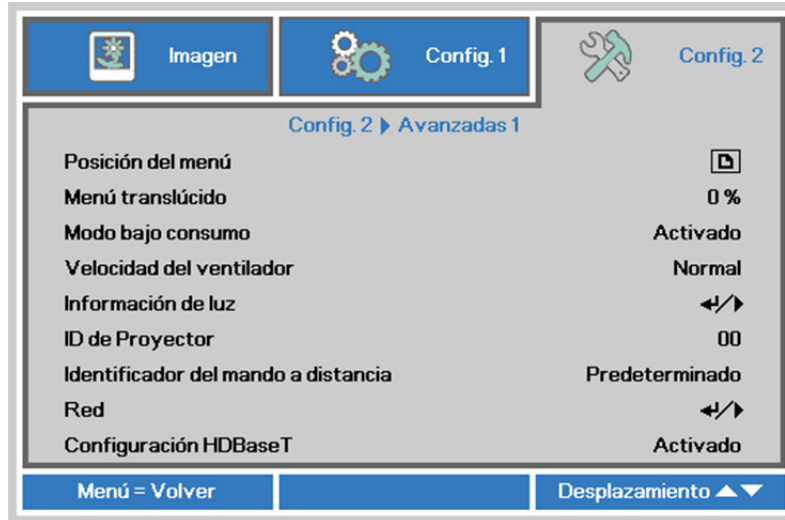 Imagen
Config. 1
Config. 2
Config. 2 Avanzadas 1
Posición del menú
Menú translúcido 0 %
Modo bajo consumo Activado
Velocidad del ventilador Normal
Información de luz
ID de Proyector 00
Identificador del mando a distancia Predeterminado
Red
Configuración HDBaseT Activado
Menú = Volver
Desplazamiento